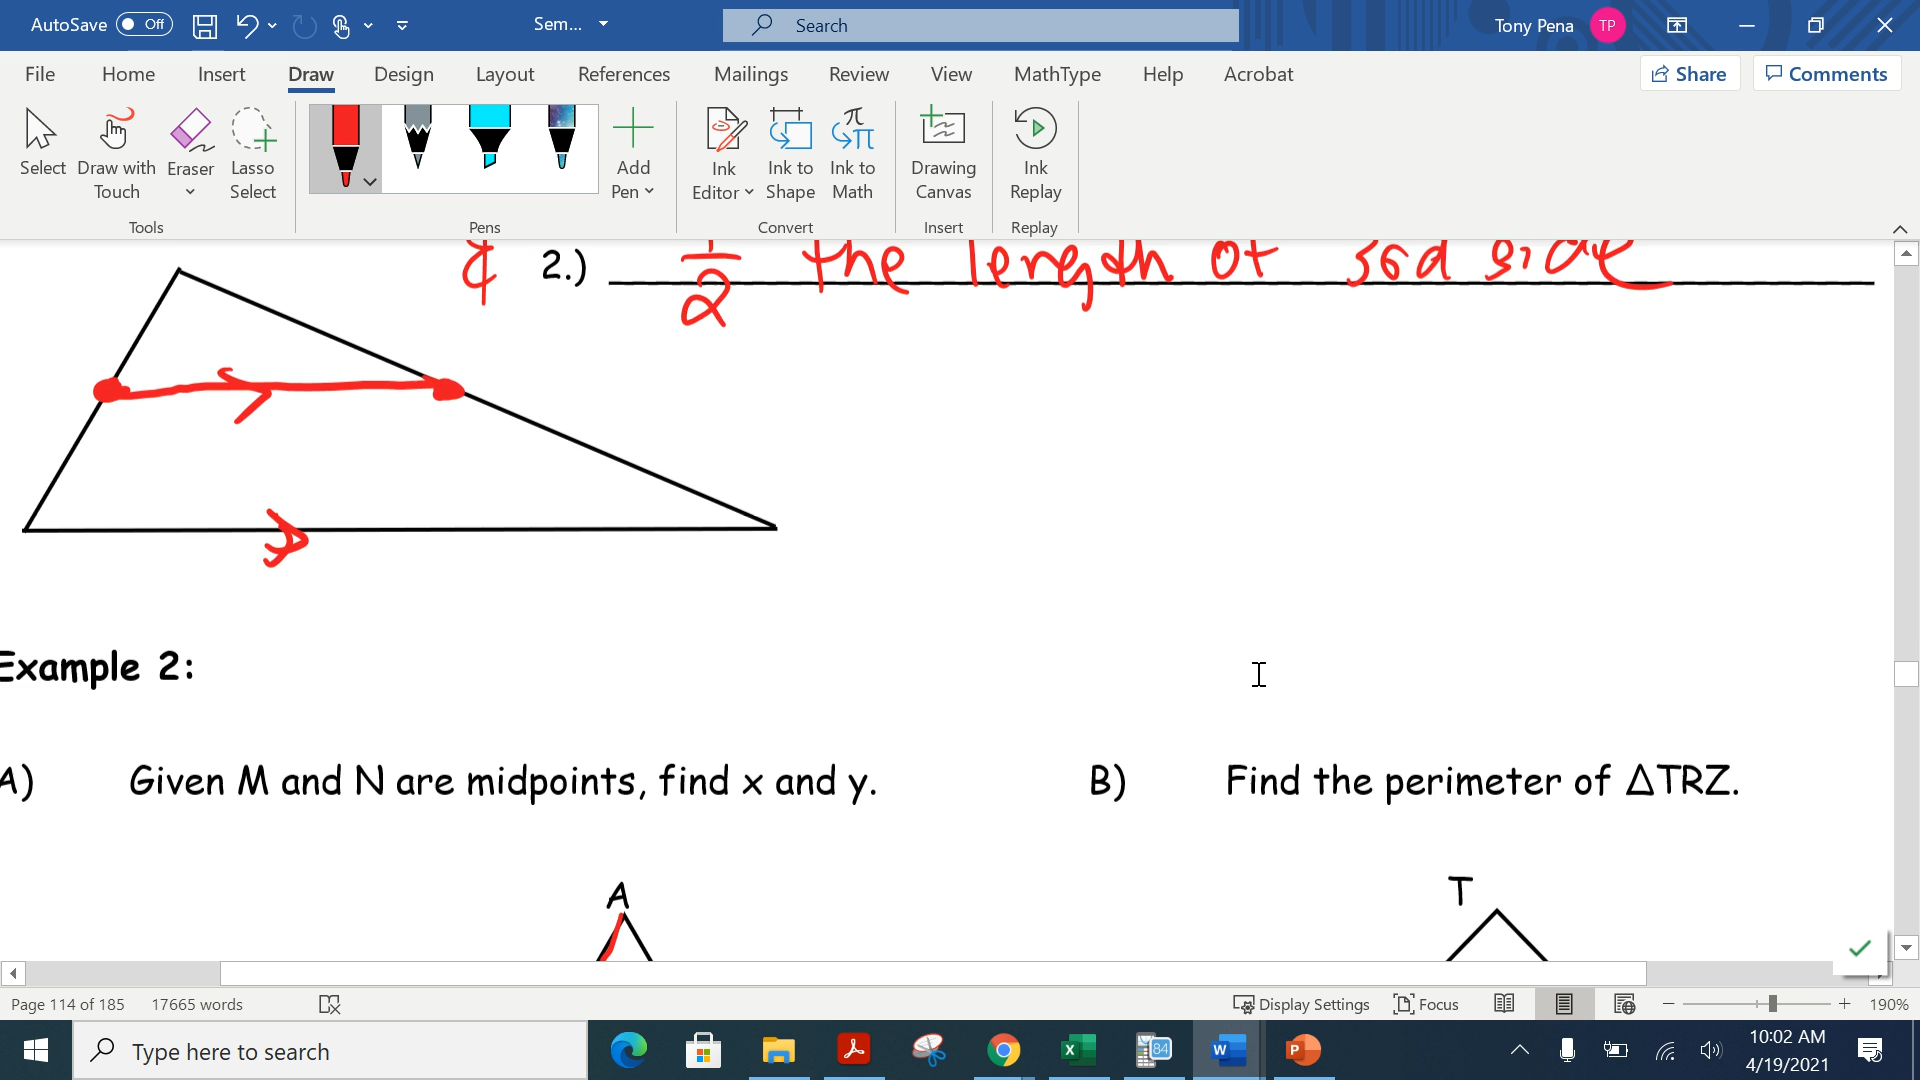 AutoSave Off Sem... Search Tony Pena TP
File Home Insert Draw Design Layout References Mailings Review View MathType Help Acrobat Share Comments
Select Draw with Touch Eraser Lasso Select Add Pen Ink Editor Ink to Shape Ink to Math Drawing Canvas Ink Replay
Tools Pens Convert Insert Replay
¢ 2.) 1/2 the length of 3rd side
Example 2:
A) Given M and N are midpoints, find x and y. B) Find the perimeter of ΔTRZ.
A T
Page 114 of 185 17665 words Display Settings Focus 190%
Type here to search 84 10:02 AM
4/19/2021